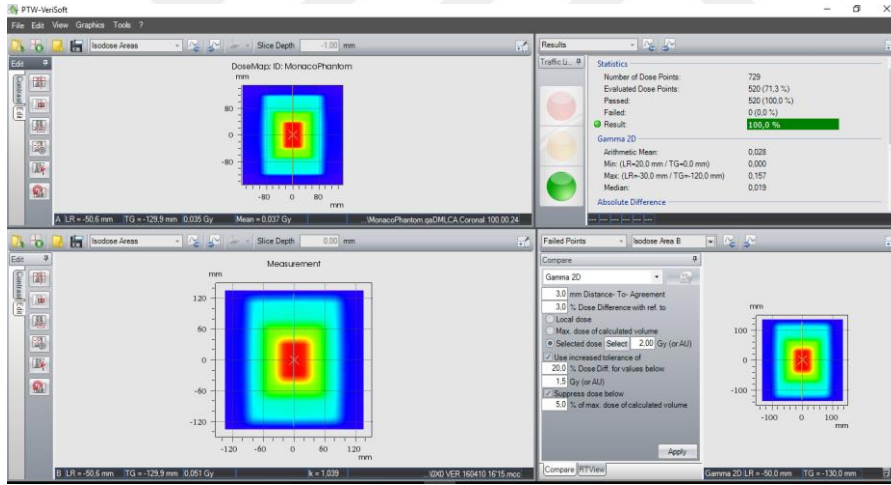 PTW-VeriSoft
File Edit View Graphics Tools ?
Isodose Areas Slice Depth -1,00 mm
Edit
Contrast Edit
DoseMap: ID: MonacoPhantom
mm
80
0
-80
-80 0 80
mm
A LR = -50,6 mm TG = -129,9 mm 0,035 Gy Mean = 0,037 Gy ...\MonacoPhantom.qaDMLCA.Coronal 100.00.24
Results
Traffic Li...
Statistics
Number of Dose Points: 729
Evaluated Dose Points: 520 (71,3 %)
Passed: 520 (100,0 %)
Failed: 0 (0,0 %)
Result: 100,0 %
Gamma 2D
Arithmetic Mean: 0,028
Min: (LR=20,0 mm / TG=0,0 mm) 0,000
Max: (LR=-30,0 mm / TG=-120,0 mm) 0,157
Median: 0,019
Absolute Difference
Isodose Areas Slice Depth 0,00 mm
Edit
Contrast Edit
Measurement
mm
120
60
0
-60
-120
-120 -60 0 60 120
mm
B LR = -50,6 mm TG = -129,9 mm 0,051 Gy k = 1,039 ...\0X0 VER 160410 16'15.mcc
Failed Points Isodose Area B
Compare
Gamma 2D
3,0 mm Distance- To- Agreement
3,0 % Dose Difference with ref. to
Local dose
Max. dose of calculated volume
Selected dose Select 2.00 Gy (or AU)
Use increased tolerance of
20,0 % Dose Diff. for values below
1,5 Gy (or AU)
Suppress dose below
5,0 % of max. dose of calculated volume
Apply
Compare RTView
mm
100
0
-100
-100 0 100
mm
Gamma 2D LR = -50,0 mm TG = -130,0 mm